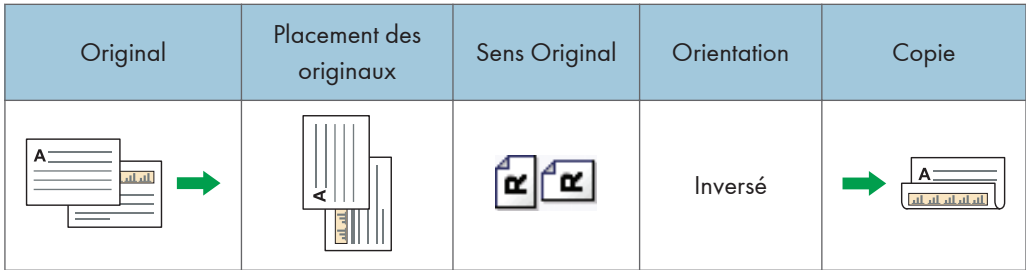 Original
Placement des
originaux
Sens Original
Orientation
Copie
A
A
R R
Inversé
A